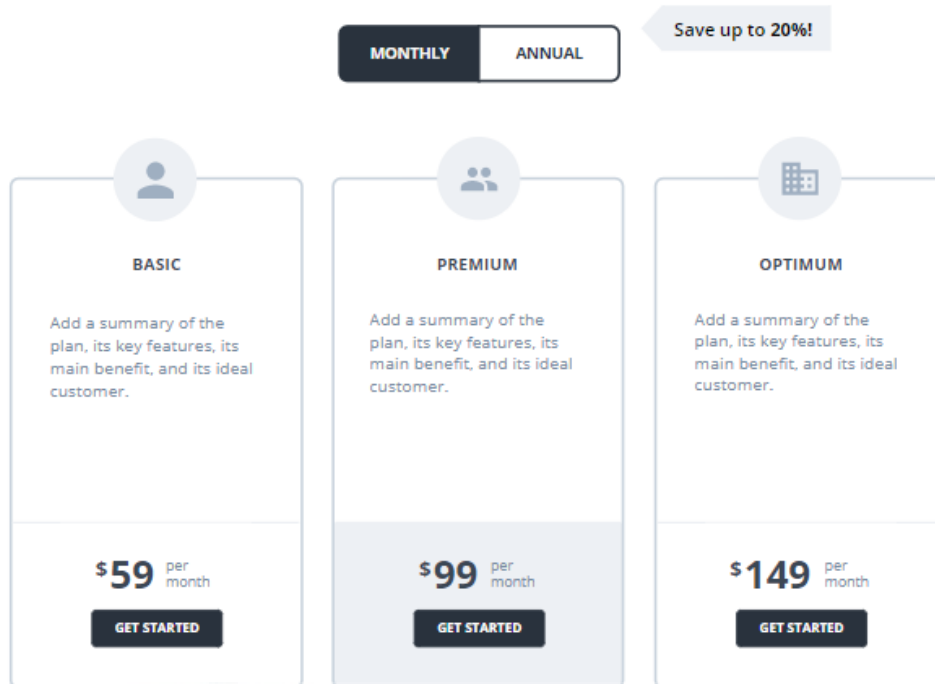 MONTHLY
ANNUAL
Save up to 20%!
BASIC
Add a summary of the
plan, its key features, its
main benefit, and its ideal
customer.
$59 per
month
GET STARTED
PREMIUM
Add a summary of the
plan, its key features, its
main benefit, and its ideal
customer.
$99 per
month
GET STARTED
OPTIMUM
Add a summary of the
plan, its key features, its
main benefit, and its ideal
customer.
$149 per
month
GET STARTED